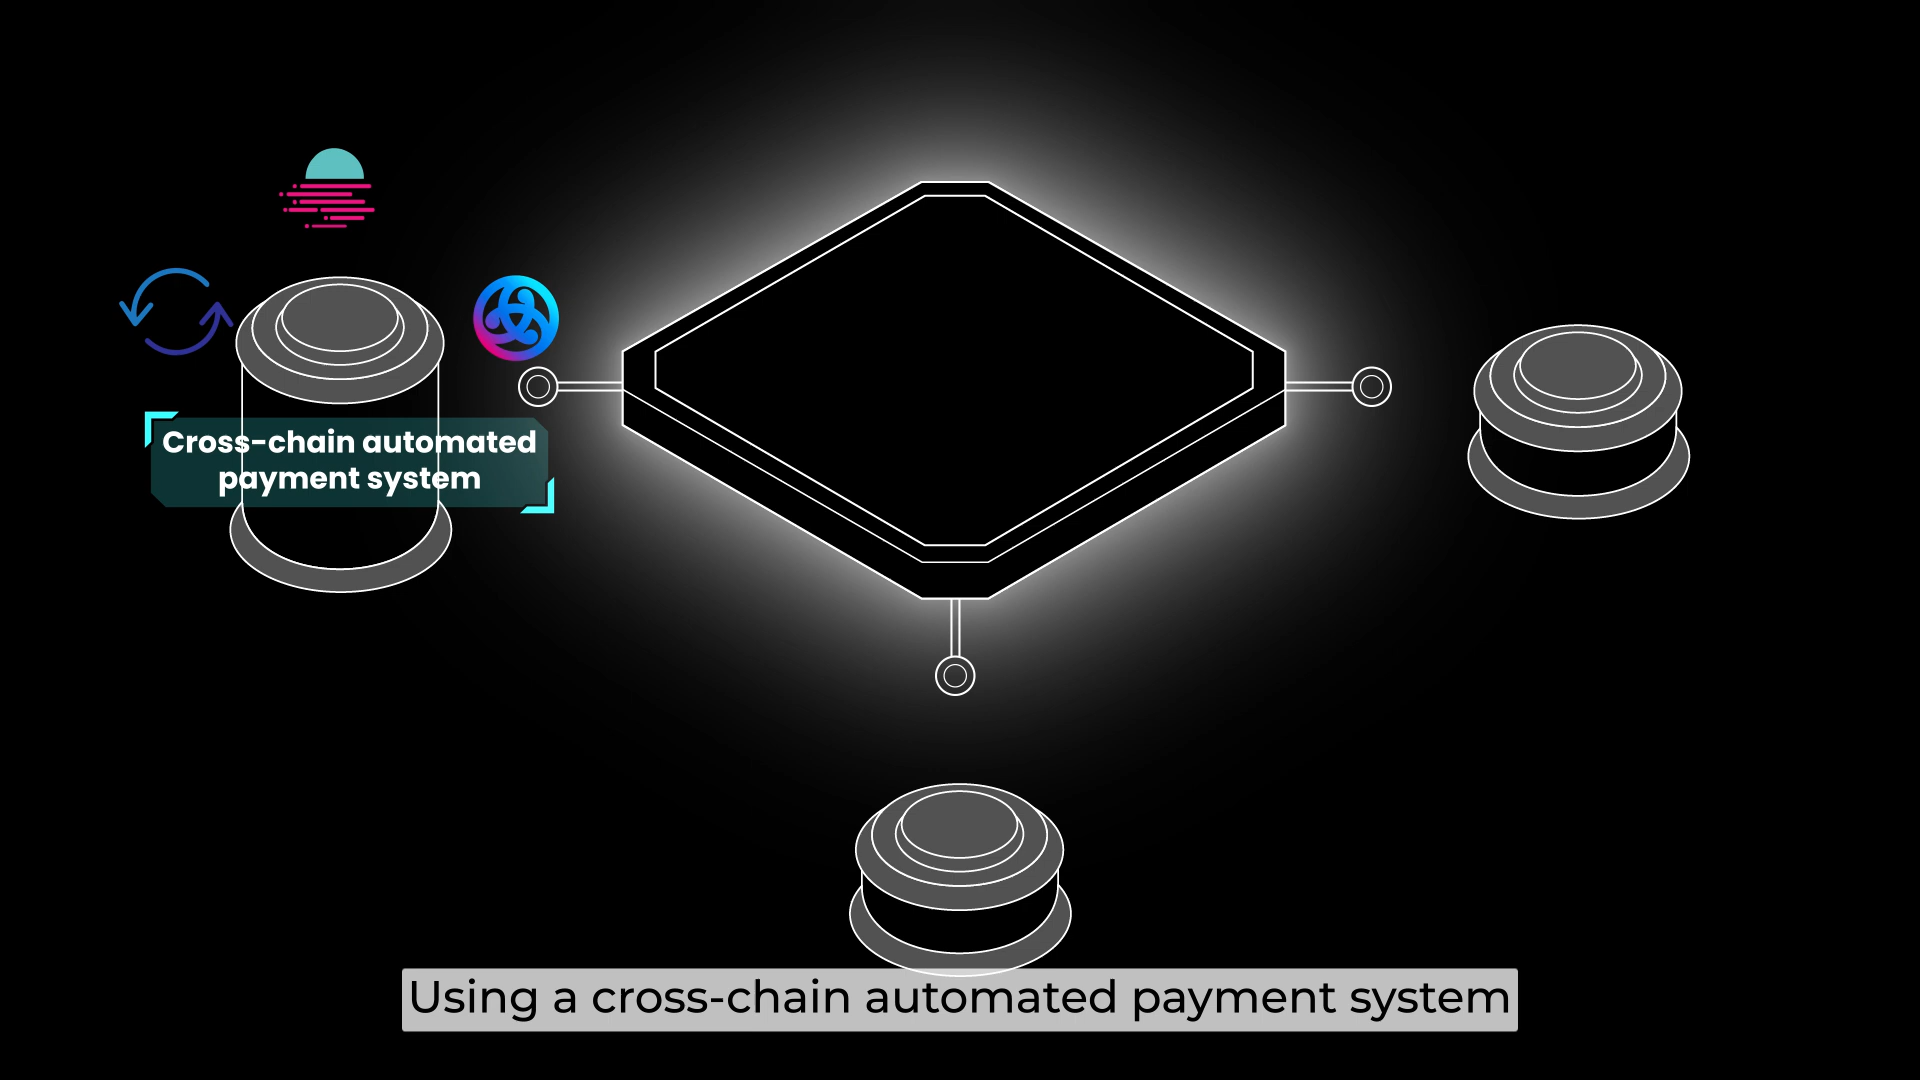 Cross-chain automated
payment system
Using a cross-chain automated payment system